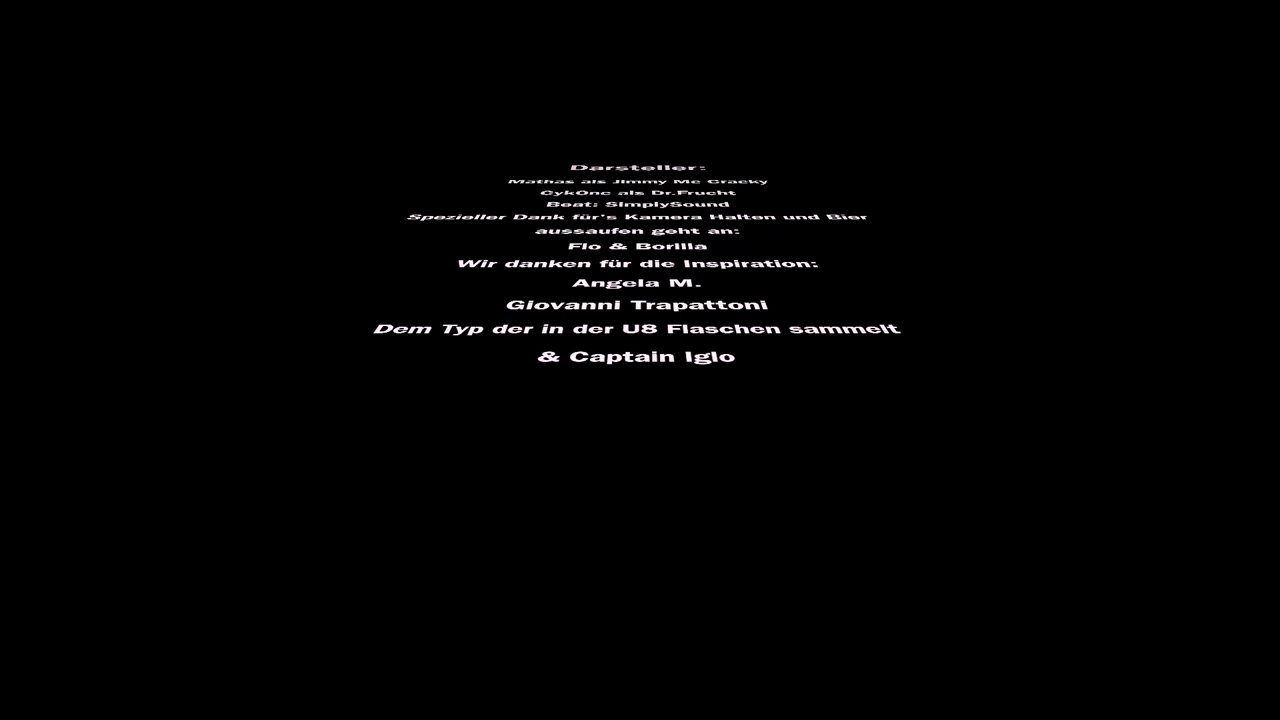 Darsteller:
Mathas als Jimmy Mc Cracky
CykOne als Dr.Frucht
Beat: SimplySound
Spezieller Dank für's Kamera Halten und Bier
aussaufen geht an:
Flo & Borilla
Wir danken für die Inspiration:
Angela M.
Giovanni Trapattoni
Dem Typ der in der U8 Flaschen sammelt
& Captain Iglo